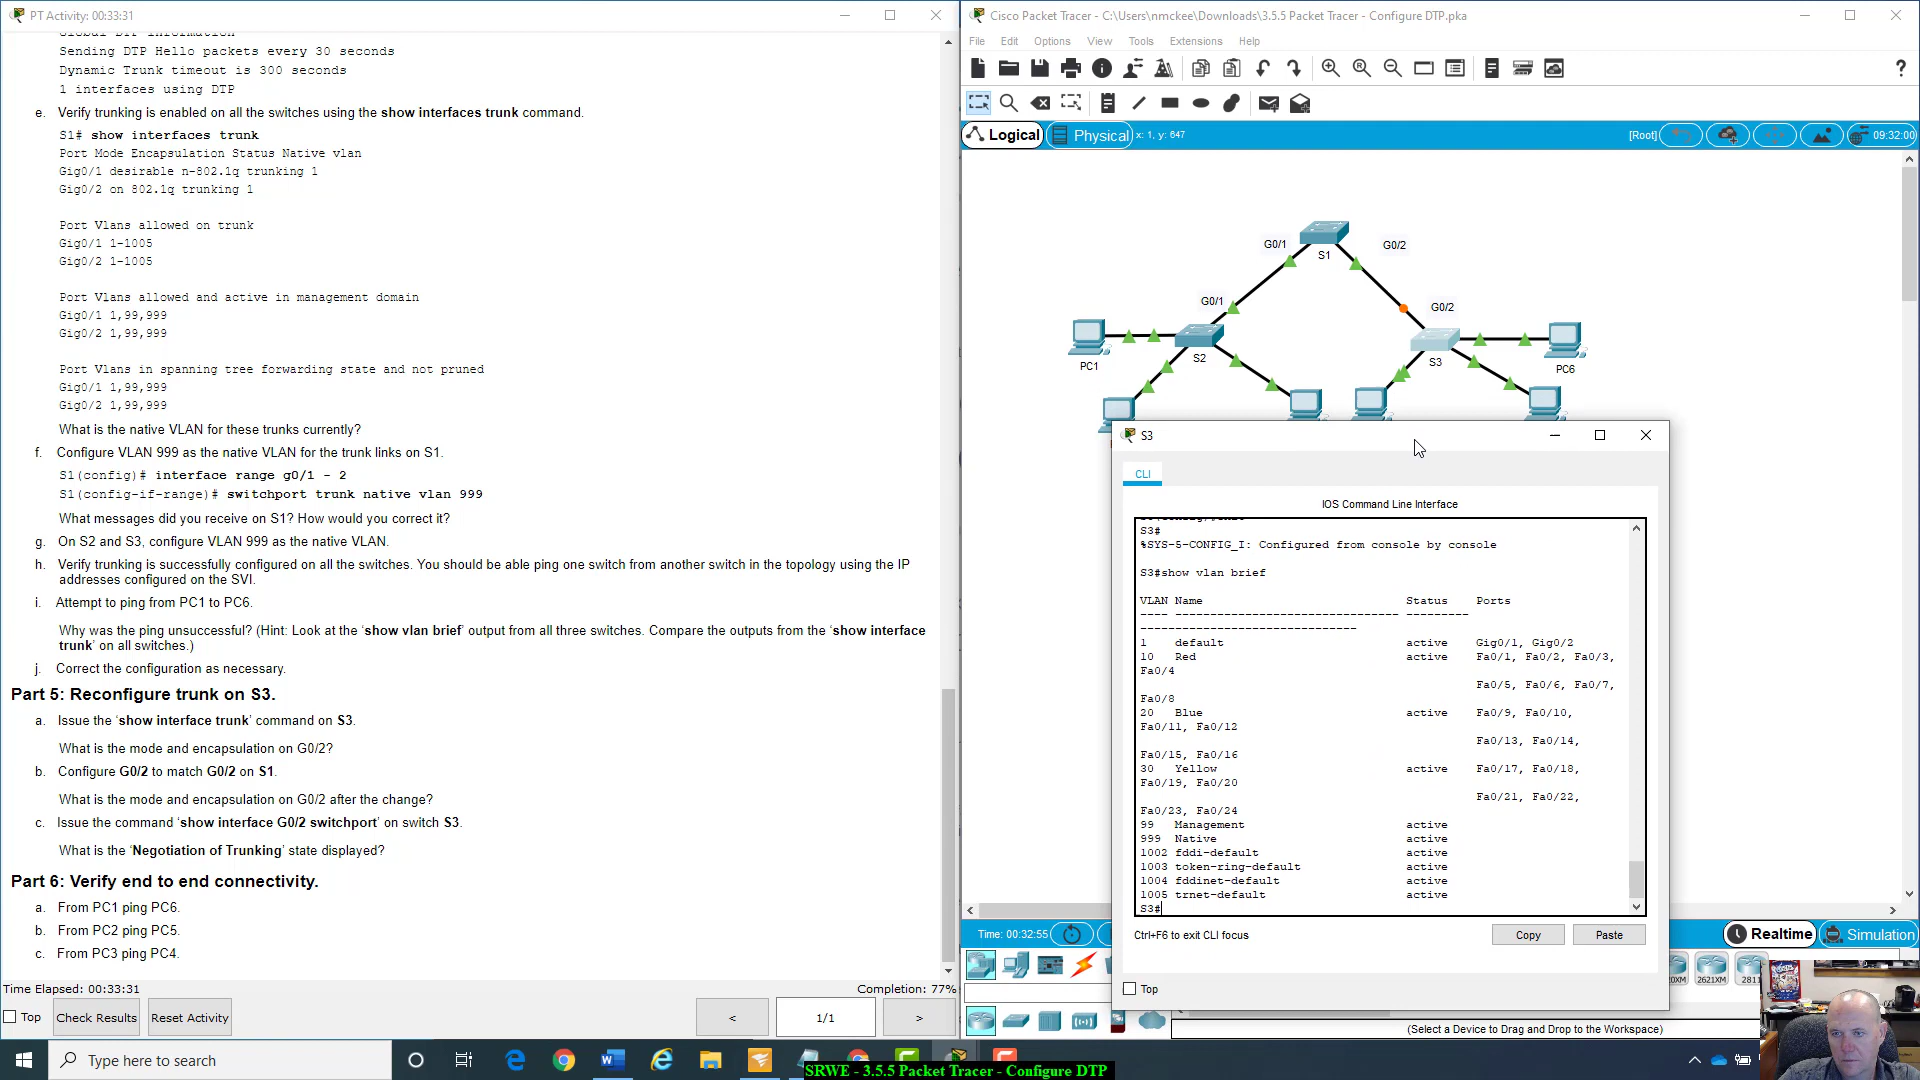 PT Activity: 00:33:31
Global DTP information
Sending DTP Hello packets every 30 seconds
Dynamic Trunk timeout is 300 seconds
1 interfaces using DTP
e. Verify trunking is enabled on all the switches using the show interfaces trunk command.
S1# show interfaces trunk
Port Mode Encapsulation Status Native vlan
Gig0/1 desirable n-802.1q trunking 1
Gig0/2 on 802.1q trunking 1
Port Vlans allowed on trunk
Gig0/1 1-1005
Gig0/2 1-1005
Port Vlans allowed and active in management domain
Gig0/1 1,99,999
Gig0/2 1,99,999
Port Vlans in spanning tree forwarding state and not pruned
Gig0/1 1,99,999
Gig0/2 1,99,999
What is the native VLAN for these trunks currently?
f. Configure VLAN 999 as the native VLAN for the trunk links on S1.
S1(config)# interface range g0/1 - 2
S1(config-if-range)# switchport trunk native vlan 999
What messages did you receive on S1? How would you correct it?
g. On S2 and S3, configure VLAN 999 as the native VLAN.
h. Verify trunking is successfully configured on all the switches. You should be able ping one switch from another switch in the topology using the IP
addresses configured on the SVI.
i. Attempt to ping from PC1 to PC6.
Why was the ping unsuccessful? (Hint: Look at the ‘show vlan brief’ output from all three switches. Compare the outputs from the ‘show interface
trunk’ on all switches.)
j. Correct the configuration as necessary.
Part 5: Reconfigure trunk on S3.
a. Issue the ‘show interface trunk’ command on S3.
What is the mode and encapsulation on G0/2?
b. Configure G0/2 to match G0/2 on S1.
What is the mode and encapsulation on G0/2 after the change?
c. Issue the command ‘show interface G0/2 switchport’ on switch S3.
What is the ‘Negotiation of Trunking’ state displayed?
Part 6: Verify end to end connectivity.
a. From PC1 ping PC6.
b. From PC2 ping PC5.
c. From PC3 ping PC4.
Time Elapsed: 00:33:31
Completion: 77%
Top
Check Results
Reset Activity
<
1/1
>
Cisco Packet Tracer - C:\Users\nmckee\Downloads\3.5.5 Packet Tracer - Configure DTP.pka
File Edit Options View Tools Extensions Help
?
Logical
Physical
x: 1, y: 647
[Root]
09:32:00
G0/1
G0/2
S1
G0/1
G0/2
PC1
S2
S3
PC6
S3
CLI
IOS Command Line Interface
S3#
%SYS-5-CONFIG_I: Configured from console by console
S3#show vlan brief
VLAN Name Status Ports
---- -------------------------------- ---------
-------------------------------
1 default active Gig0/1, Gig0/2
10 Red active Fa0/1, Fa0/2, Fa0/3,
Fa0/4
Fa0/5, Fa0/6, Fa0/7,
Fa0/8
20 Blue active Fa0/9, Fa0/10,
Fa0/11, Fa0/12
Fa0/13, Fa0/14,
Fa0/15, Fa0/16
30 Yellow active Fa0/17, Fa0/18,
Fa0/19, Fa0/20
Fa0/21, Fa0/22,
Fa0/23, Fa0/24
99 Management active
999 Native active
1002 fddi-default active
1003 token-ring-default active
1004 fddinet-default active
1005 trnet-default active
S3#
Ctrl+F6 to exit CLI focus
Copy
Paste
Top
Time: 00:32:55
Realtime
Simulation
2621XM
2811
(Select a Device to Drag and Drop to the Workspace)
Type here to search
SRWE - 3.5.5 Packet Tracer - Configure DTP